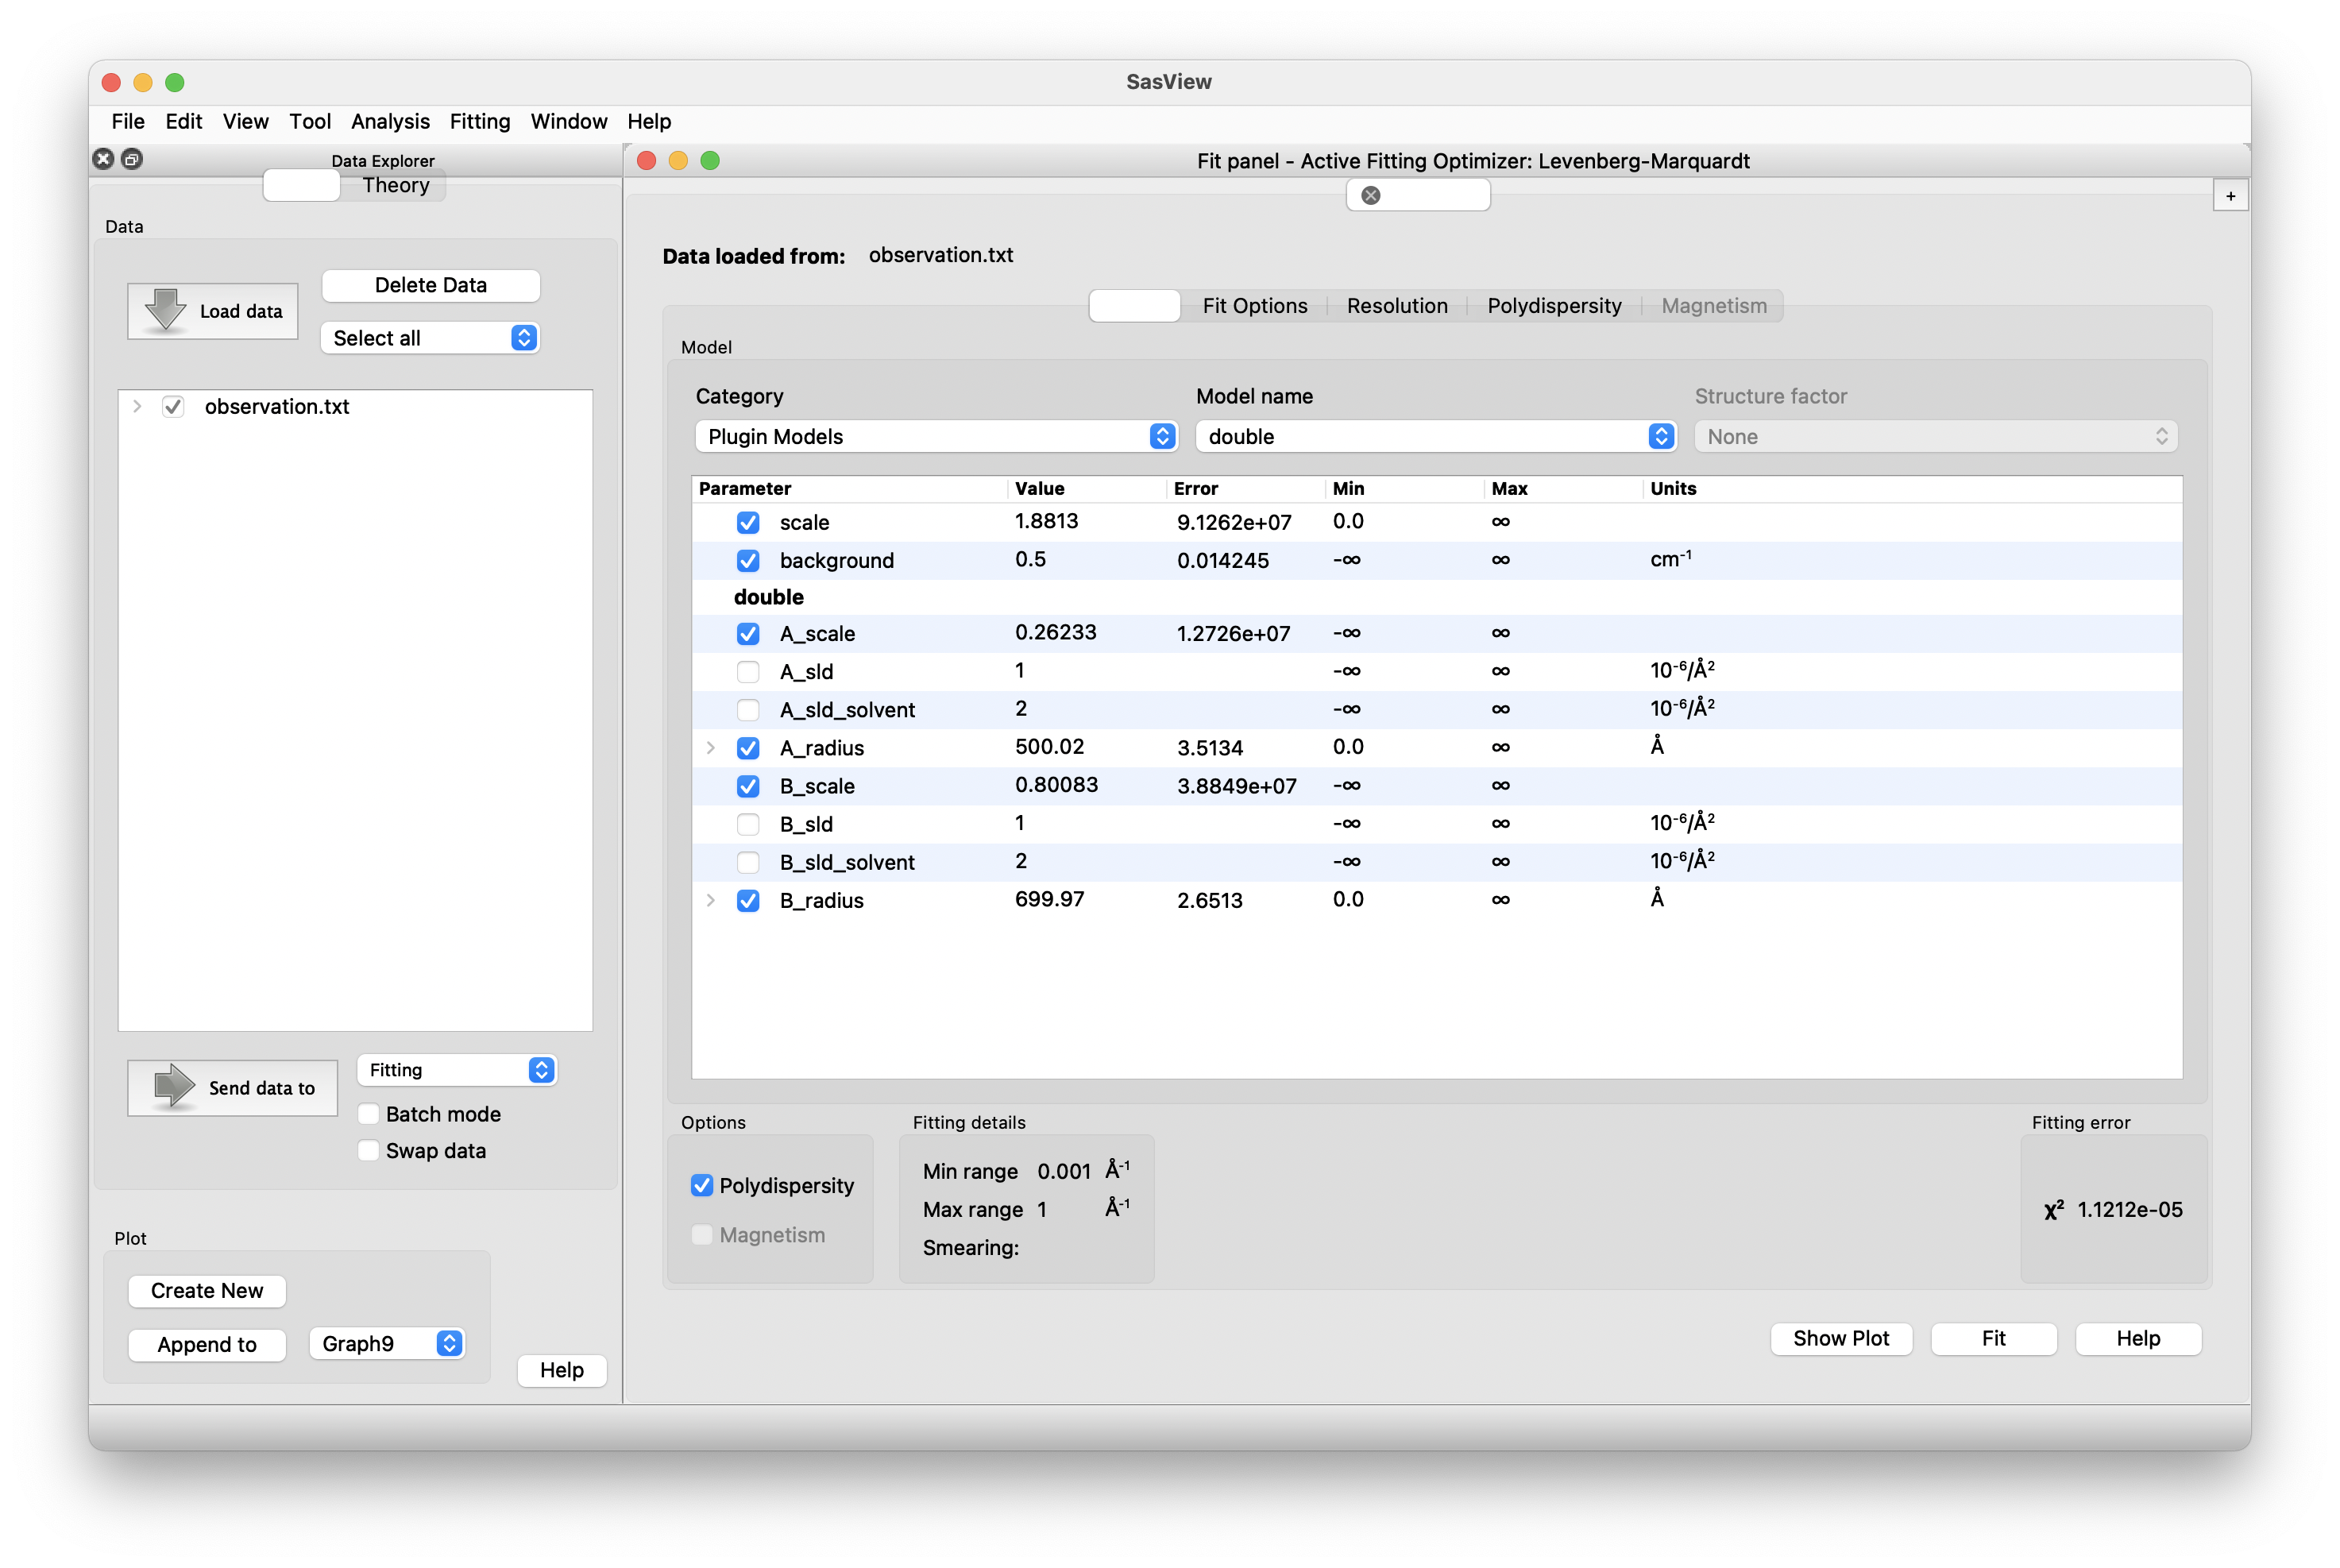 SasView
File Edit View Tool Analysis Fitting Window Help
Data Explorer
Theory
Data
Load data
Delete Data
Select all
observation.txt
Send data to
Fitting
Batch mode
Swap data
Plot
Create New
Append to
Graph9
Help
Fit panel - Active Fitting Optimizer: Levenberg-Marquardt
+
Data loaded from: observation.txt
Fit Options Resolution Polydispersity Magnetism
Model
Category Model name Structure factor
Plugin Models double None
Parameter Value Error Min Max Units
scale 1.8813 9.1262e+07 0.0 ∞
background 0.5 0.014245 -∞ ∞ cm⁻¹
double
A_scale 0.26233 1.2726e+07 -∞ ∞
A_sld 1 -∞ ∞ 10⁻⁶/Å²
A_sld_solvent 2 -∞ ∞ 10⁻⁶/Å²
A_radius 500.02 3.5134 0.0 ∞ Å
B_scale 0.80083 3.8849e+07 -∞ ∞
B_sld 1 -∞ ∞ 10⁻⁶/Å²
B_sld_solvent 2 -∞ ∞ 10⁻⁶/Å²
B_radius 699.97 2.6513 0.0 ∞ Å
Options
Polydispersity
Magnetism
Fitting details
Min range 0.001 Å⁻¹
Max range 1 Å⁻¹
Smearing:
Fitting error
χ² 1.1212e-05
Show Plot Fit Help